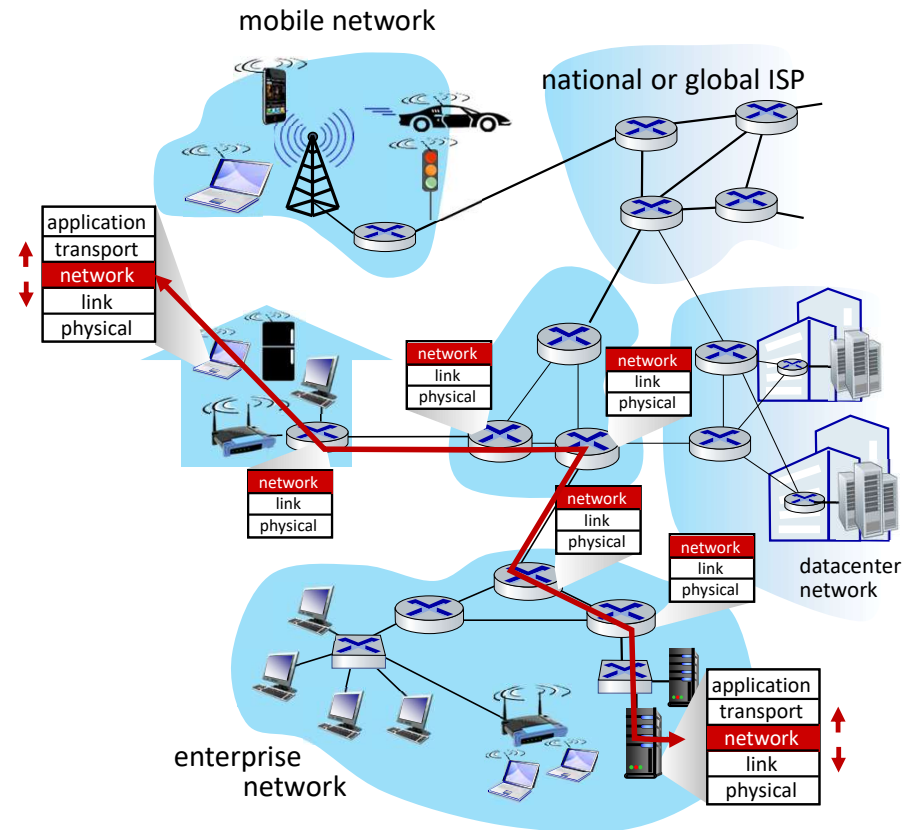 mobile network
national or global ISP
application
transport
network
link
physical
network
link
physical
network
link
physical
network
link
physical
network
link
physical
network
link
physical
datacenter
network
application
transport
network
link
physical
enterprise
network